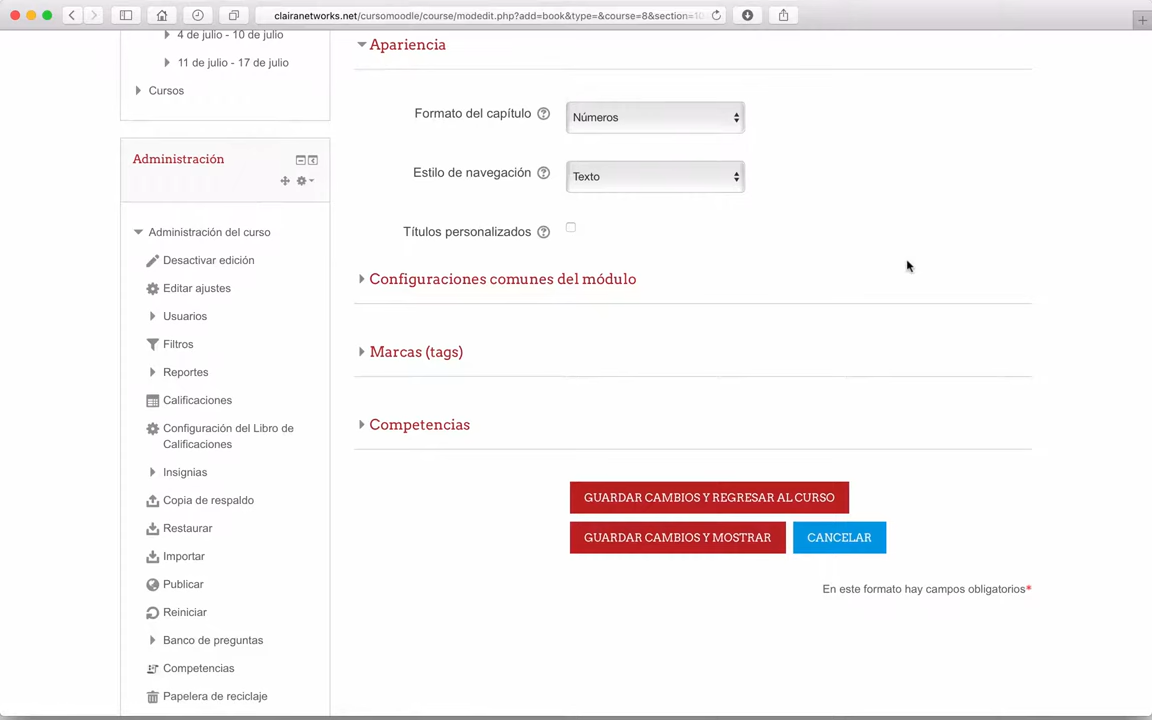 clairanetworks.net/cursomoodle/course/modedit.php?add=book&type=&course=8&section=10
4 de julio - 10 de julio
11 de julio - 17 de julio
Cursos
Administración
Administración del curso
Desactivar edición
Editar ajustes
Usuarios
Filtros
Reportes
Calificaciones
Configuración del Libro de
Calificaciones
Insignias
Copia de respaldo
Restaurar
Importar
Publicar
Reiniciar
Banco de preguntas
Competencias
Papelera de reciclaje
Apariencia
Formato del capítulo
Números
Estilo de navegación
Texto
Títulos personalizados
Configuraciones comunes del módulo
Marcas (tags)
Competencias
GUARDAR CAMBIOS Y REGRESAR AL CURSO
GUARDAR CAMBIOS Y MOSTRAR
CANCELAR
En este formato hay campos obligatorios*